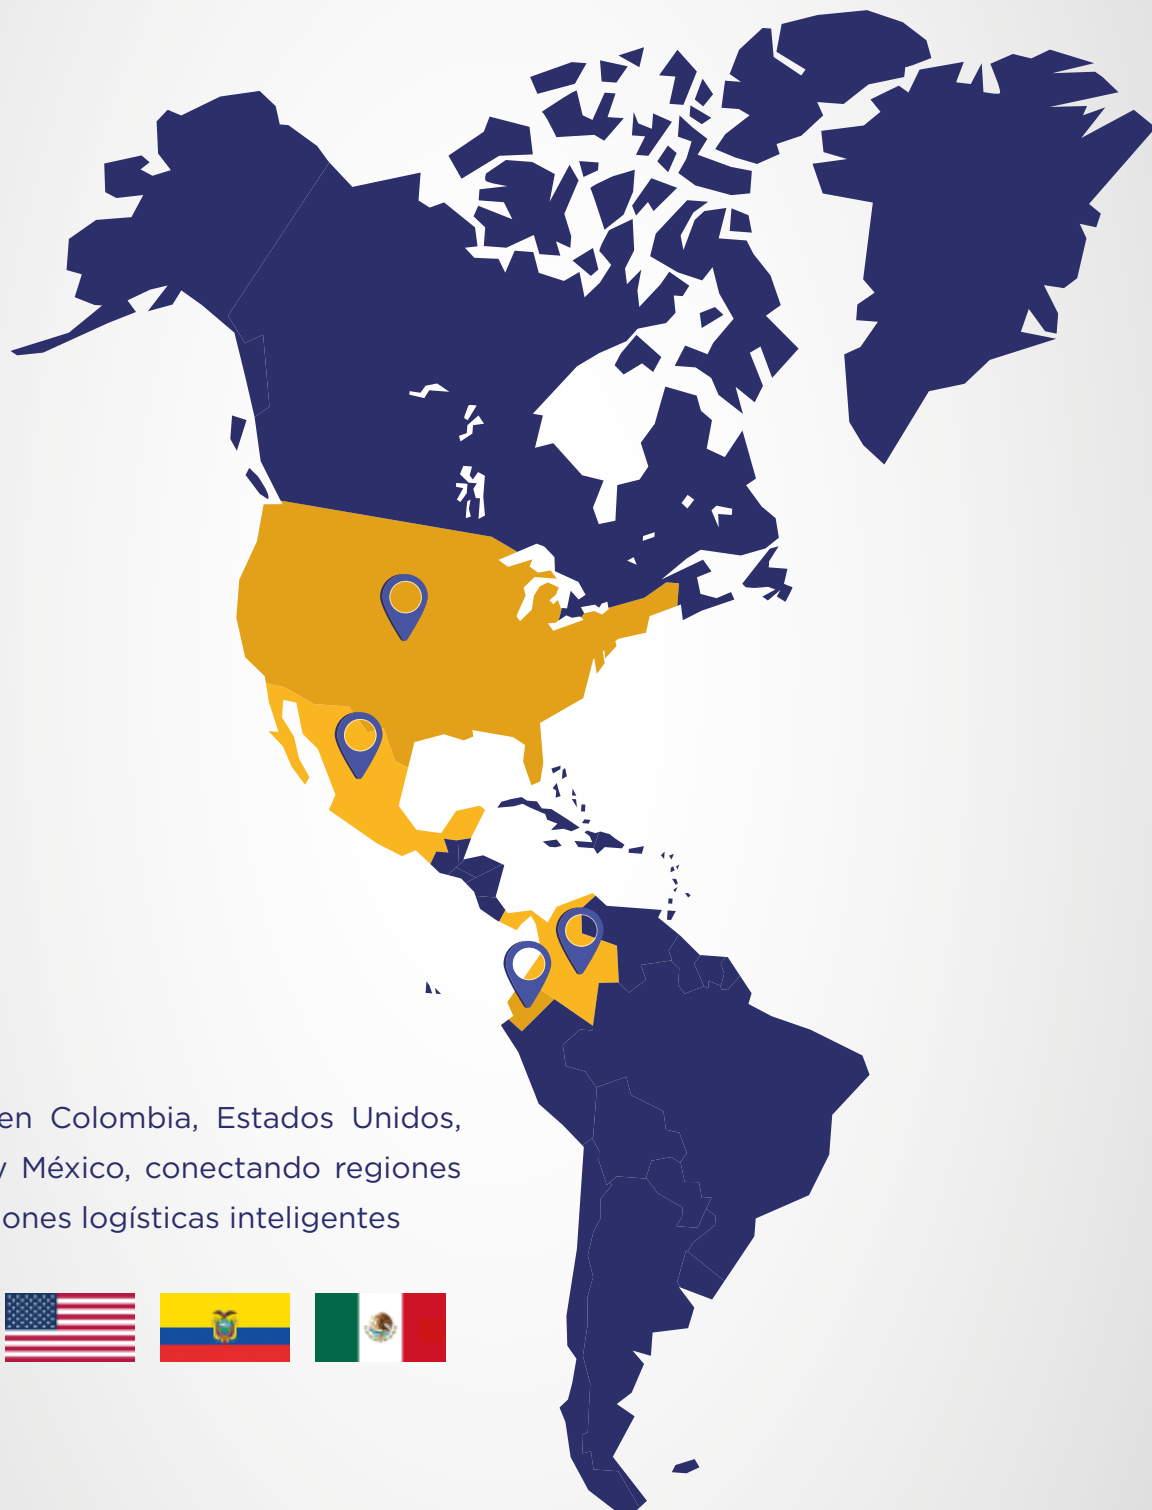 en Colombia, Estados Unidos,
y México, conectando regiones
ones logísticas inteligentes